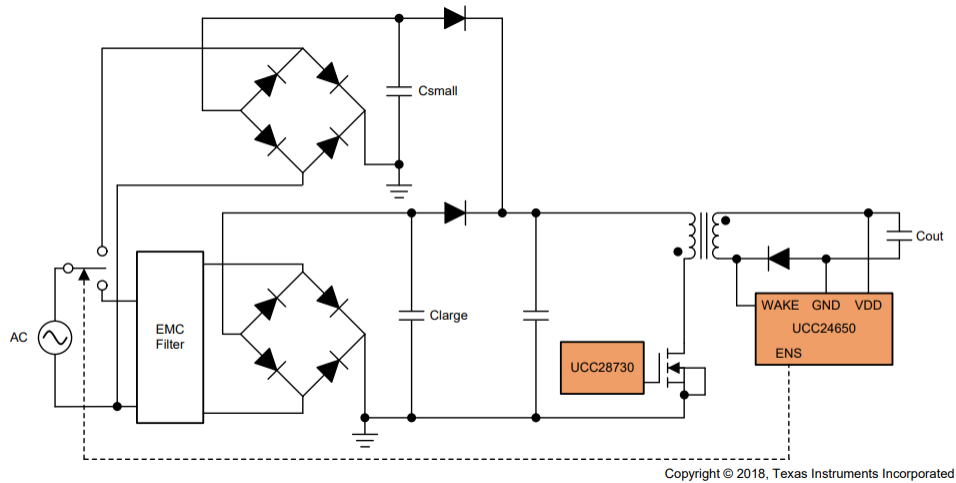 Csmall
Cout
WAKE GND VDD
UCC24650
ENS
Clarge
EMC
Filter
AC
UCC28730
Copyright © 2018, Texas Instruments Incorporated